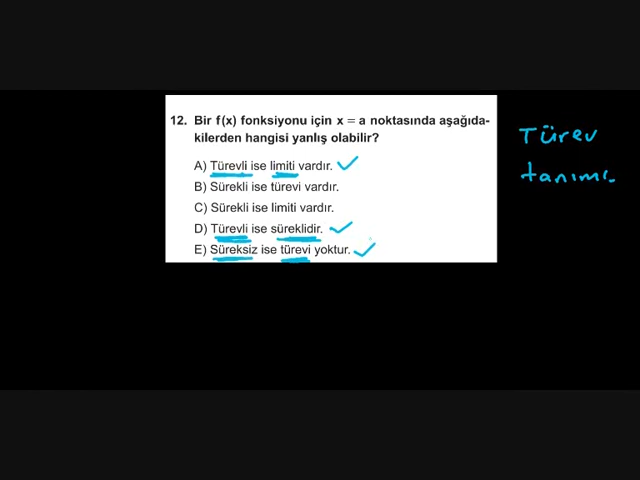 12. Bir f(x) fonksiyonu için x = a noktasında aşağıda-
kilerden hangisi yanlış olabilir?
A) Türevli ise limiti vardır.
B) Sürekli ise türevi vardır.
C) Sürekli ise limiti vardır.
D) Türevli ise süreklidir.
E) Süreksiz ise türevi yoktur.
Türev
tanımı.